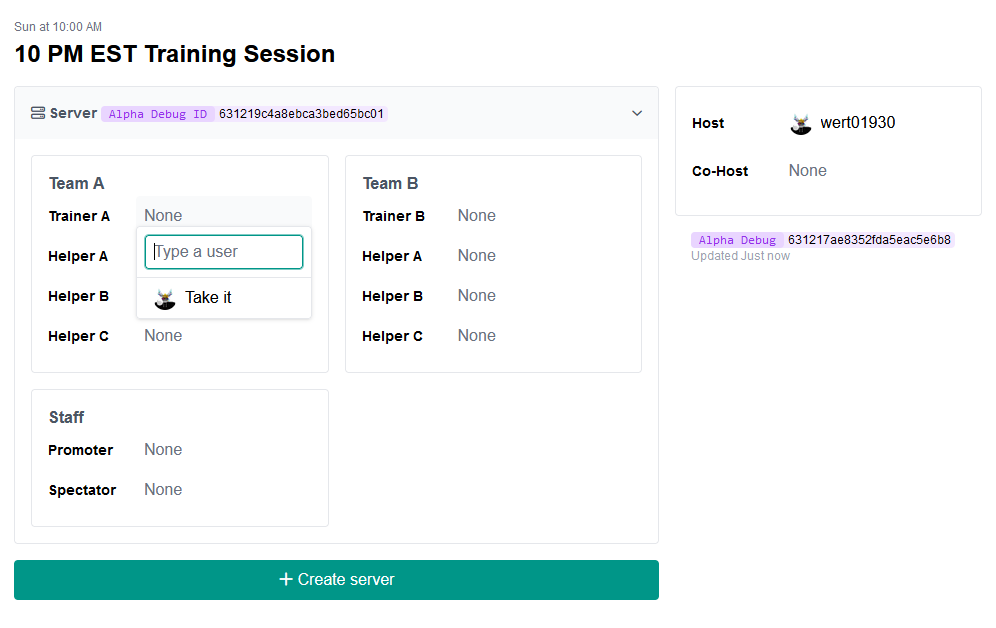 Sun at 10:00 AM
10 PM EST Training Session
Server Alpha Debug ID 631219c4a8ebca3bed65bc01
Team A
Trainer A None
Type a user
Take it
Helper A
Helper B
Helper C None
Team B
Trainer B None
Helper A None
Helper B None
Helper C None
Staff
Promoter None
Spectator None
+ Create server
Host wert01930
Co-Host None
Alpha Debug 631217ae8352fda5eac5e6b8
Updated Just now